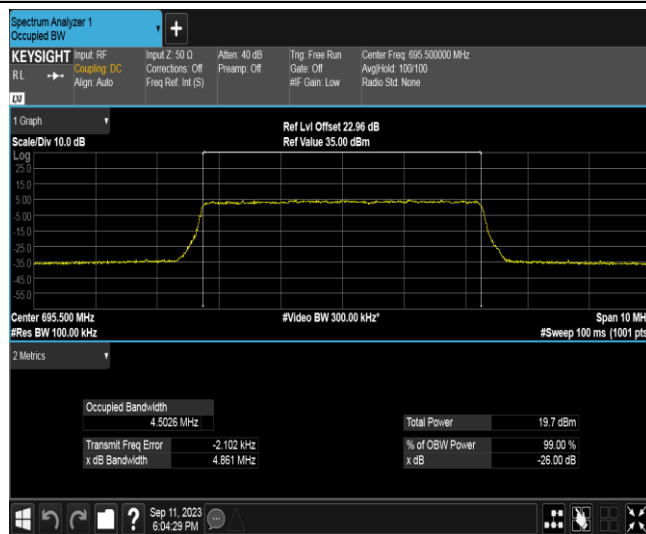 Spectrum Analyzer 1
Occupied BW
+
KEYSIGHT
RL
LXI
Input: RF
Coupling: DC
Align: Auto
Input Z: 50 Ω
Corrections: Off
Freq Ref: Int (S)
Atten: 40 dB
Preamp: Off
Trig: Free Run
Gate: Off
#IF Gain: Low
Center Freq: 695.500000 MHz
Avg|Hold: 100/100
Radio Std: None
1 Graph
Scale/Div 10.0 dB
Ref Lvl Offset 22.96 dB
Ref Value 35.00 dBm
Log
25.0
15.0
5.00
-5.00
-15.0
-25.0
-35.0
-45.0
-55.0
Center 695.500 MHz
#Video BW 300.00 kHz*
Span 10 MH
#Res BW 100.00 kHz
#Sweep 100 ms (1001 pts
2 Metrics
Occupied Bandwidth
4.5026 MHz
Total Power 19.7 dBm
Transmit Freq Error -2.102 kHz
% of OBW Power 99.00 %
x dB Bandwidth 4.861 MHz
x dB -26.00 dB
?
Sep 11, 2023
6:04:29 PM